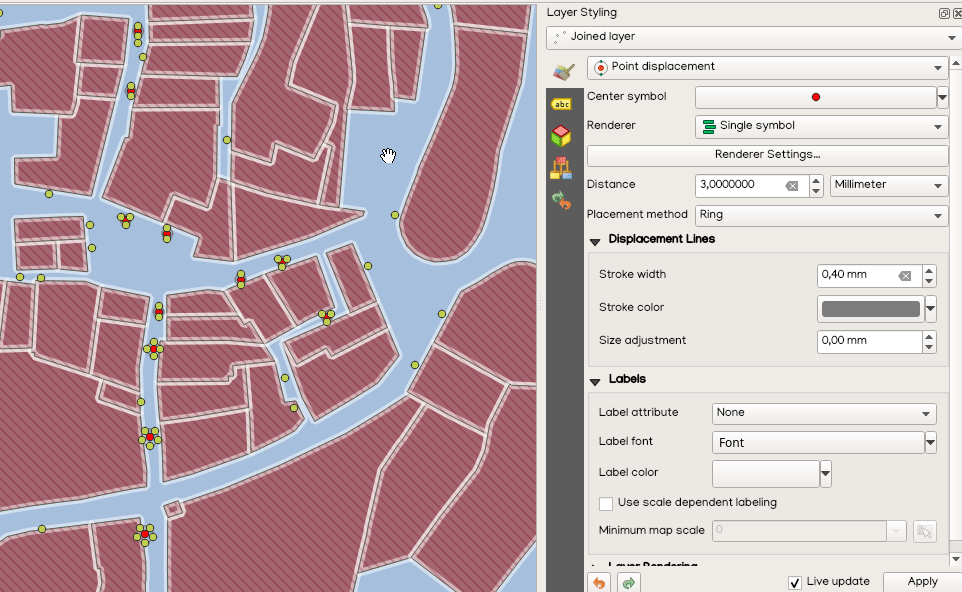 Layer Styling
Joined layer
Point displacement
abc
Center symbol
Renderer
Single symbol
Renderer Settings...
Distance
3,0000000
Millimeter
Placement method
Ring
Displacement Lines
Stroke width
0,40 mm
Stroke color
Size adjustment
0,00 mm
Labels
Label attribute
None
Label font
Font
Label color
Use scale dependent labeling
Minimum map scale
0
Layer Rendering
Live update
Apply